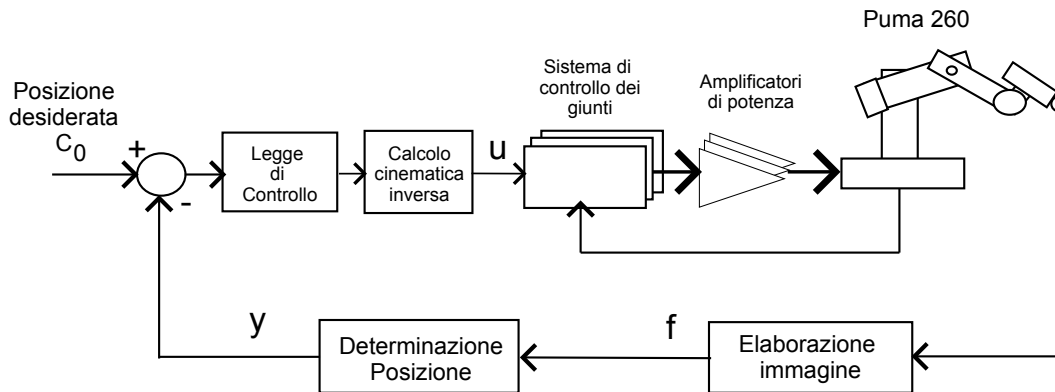 Puma 260
Posizione
desiderata
C0
+
-
Legge
di
Controllo
Calcolo
cinematica
inversa
u
Sistema di
controllo dei
giunti
Amplificatori
di potenza
y
Determinazione
Posizione
f
Elaborazione
immagine